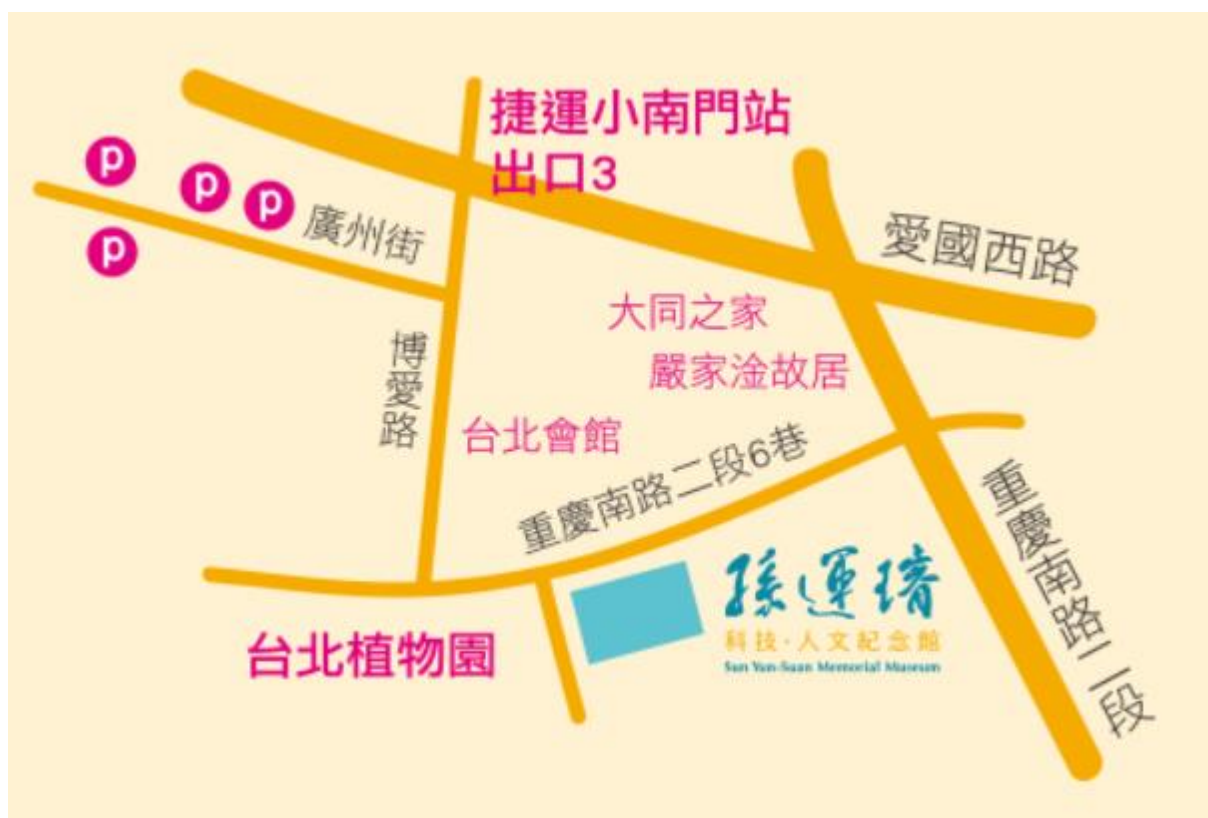 捷運小南門站
出口3
p
p
p
p
廣州街
愛國西路
大同之家
嚴家淦故居
博愛路
台北會館
重慶南路二段6巷
重慶南路二段
孫運璿
科技·人文紀念館
Sun Yun-Suan Memorial Museum
台北植物園